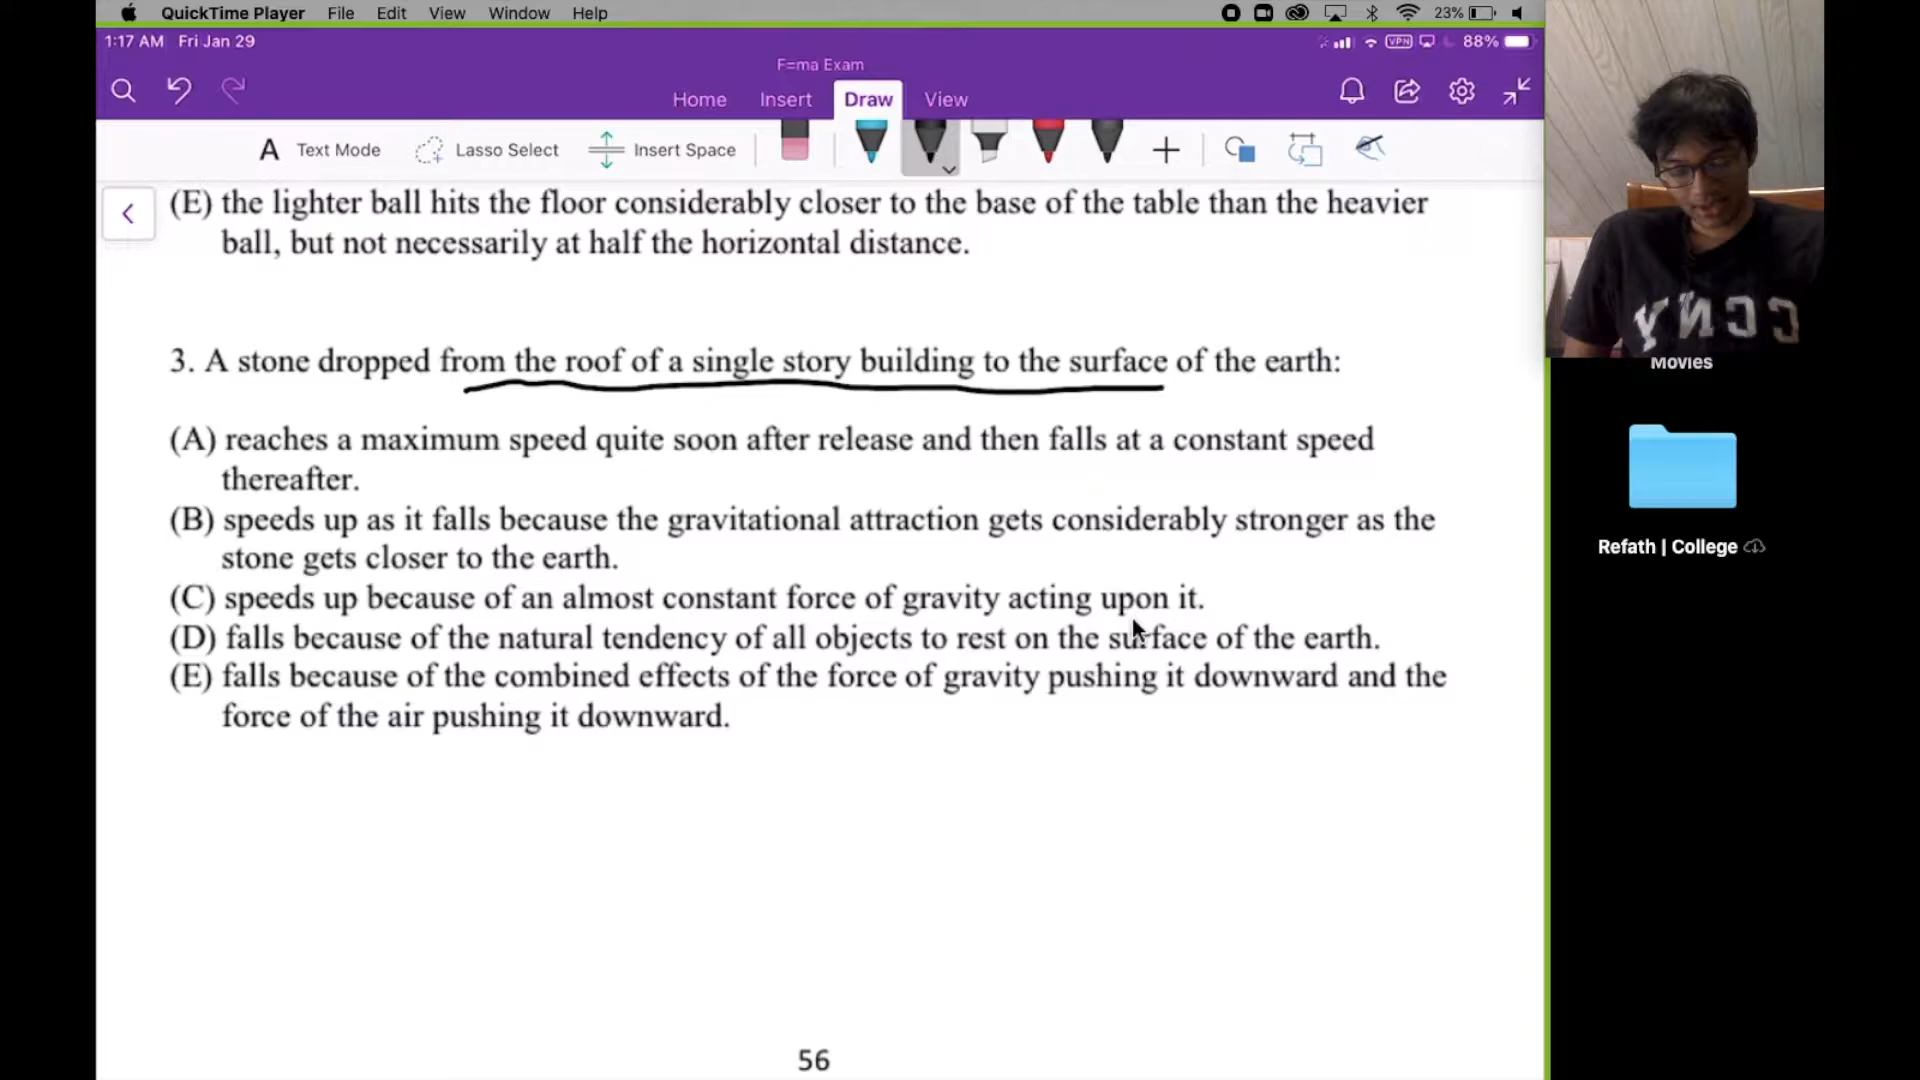 QuickTime Player File Edit View Window Help 23%
1:17 AM Fri Jan 29 VPN 88%
F=ma Exam
Home Insert Draw View
A Text Mode Lasso Select Insert Space
(E) the lighter ball hits the floor considerably closer to the base of the table than the heavier
ball, but not necessarily at half the horizontal distance.
3. A stone dropped from the roof of a single story building to the surface of the earth:
(A) reaches a maximum speed quite soon after release and then falls at a constant speed
thereafter.
(B) speeds up as it falls because the gravitational attraction gets considerably stronger as the
stone gets closer to the earth.
(C) speeds up because of an almost constant force of gravity acting upon it.
(D) falls because of the natural tendency of all objects to rest on the surface of the earth.
(E) falls because of the combined effects of the force of gravity pushing it downward and the
force of the air pushing it downward.
56
CCNY
Movies
Refath | College